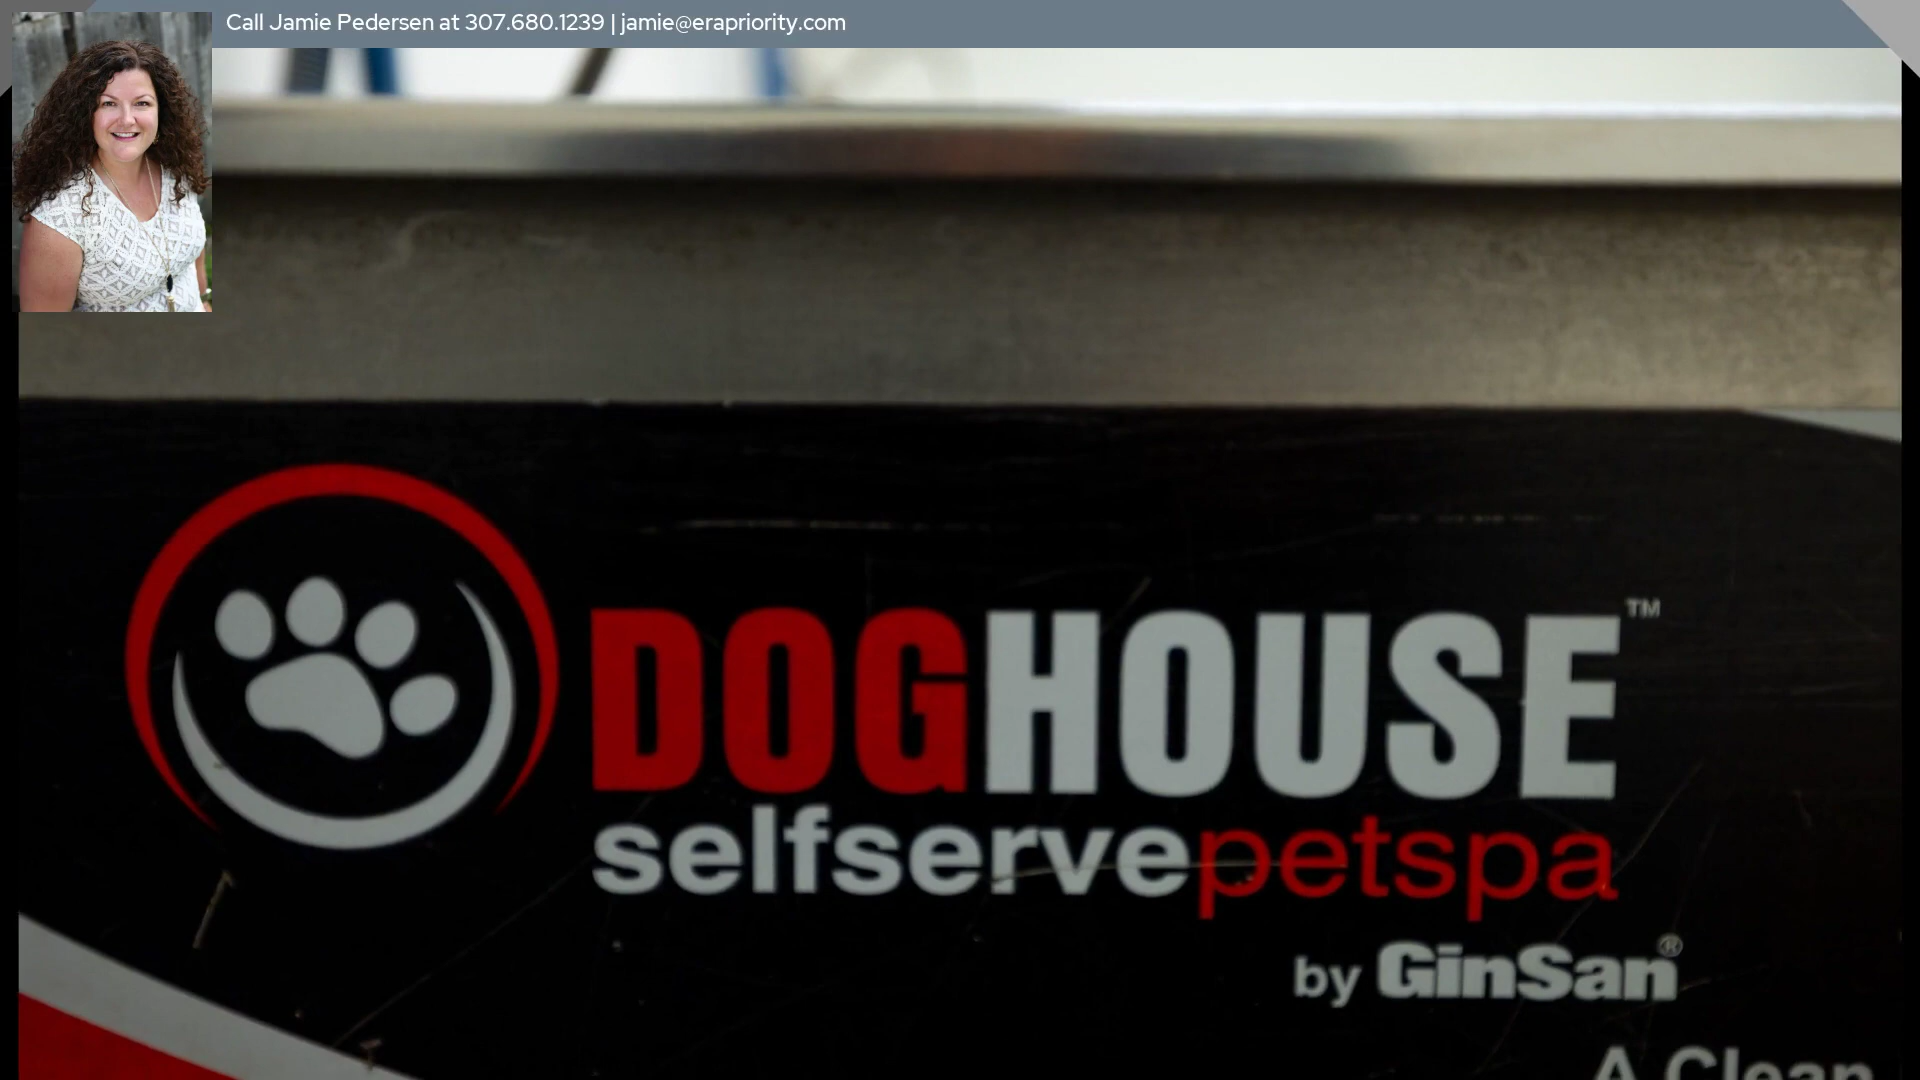 Call Jamie Pedersen at 307.680.1239 | jamie@erapriority.com
DOGHOUSE™
selfservepetspa
by GinSan®
A Clean